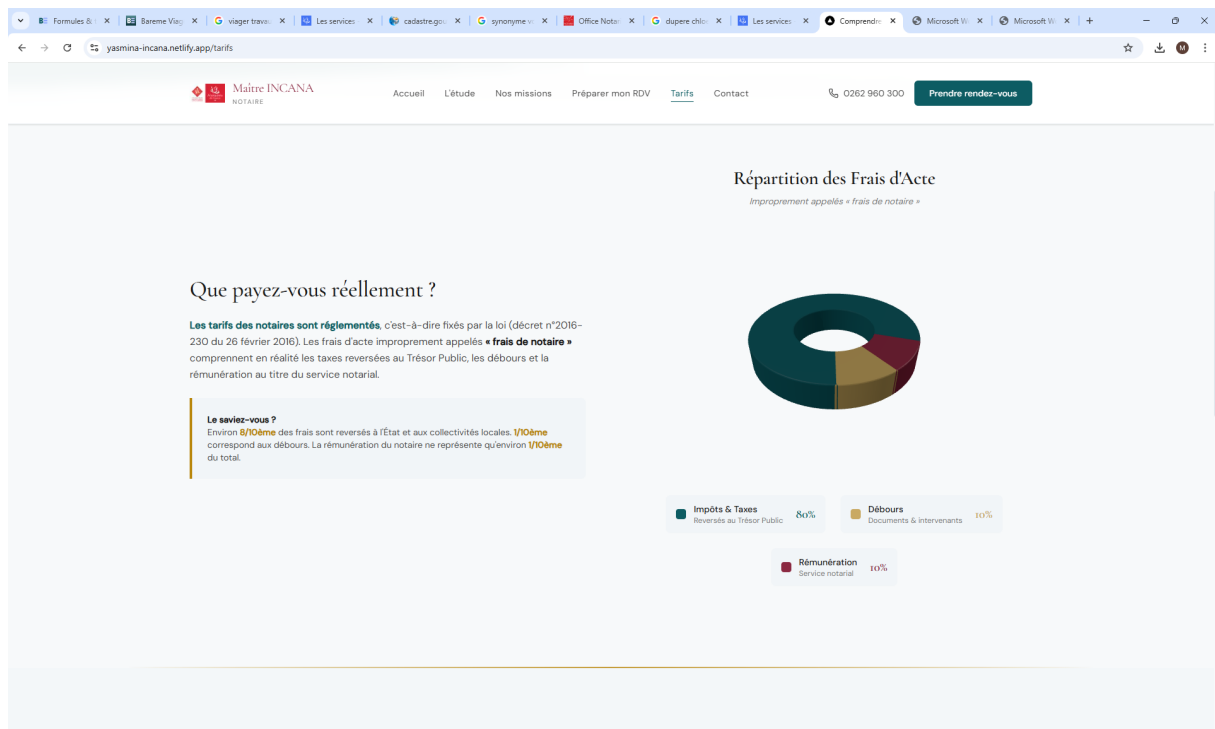 Formules &
Bareme Viag
viager travau
Les services
cadastre.gou
synonyme vo
Office Notar
dupere chlor
Les services
Comprendre
Microsoft W
Microsoft W
yasmina-incana.netlify.app/tarifs
M
Maître INCANA
NOTAIRE
Accueil
L'étude
Nos missions
Préparer mon RDV
Tarifs
Contact
0262 960 300
Prendre rendez-vous
Répartition des Frais d'Acte
Improprement appelés « frais de notaire »
Que payez-vous réellement ?
Les tarifs des notaires sont réglementés, c'est-à-dire fixés par la loi (décret n°2016-
230 du 26 février 2016). Les frais d'acte improprement appelés « frais de notaire »
comprennent en réalité les taxes reversées au Trésor Public, les débours et la
rémunération au titre du service notarial.
Le saviez-vous ?
Environ 8/10ème des frais sont reversés à l'État et aux collectivités locales. 1/10ème
correspond aux débours. La rémunération du notaire ne représente qu'environ 1/10ème
du total.
Impôts & Taxes
Reversés au Trésor Public
80%
Débours
Documents & intervenants
10%
Rémunération
Service notarial
10%